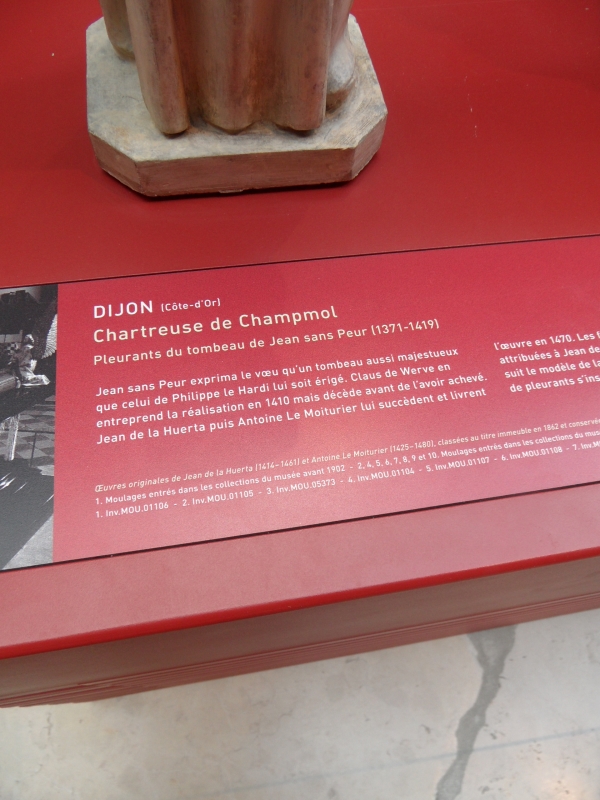 DIJON (Côte-d'Or)
Chartreuse de Champmol
Pleurants du tombeau de Jean sans Peur (1371-1419)
Jean sans Peur exprima le vœu qu'un tombeau aussi majestueux
que celui de Philippe le Hardi lui soit érigé. Claus de Werve en
entreprend la réalisation en 1410 mais décède avant de l'avoir achevé.
Jean de la Huerta puis Antoine Le Moiturier lui succèdent et livrent
l'œuvre en 1470. Les
attribuées à Jean de
suit le modèle de
de pleurants
Œuvres originales de Jean de la Huerta (1414-1461) et Antoine Le Moiturier (1425-1480), classées au titre immeuble en 1862 et
1. Moulages entrés dans les collections du musée avant 1902 - 2, 4, 5, 6, 7, 8, 9 et 10. Moulages entrés dans les collections du
1. Inv.MOU.01106 - 2. Inv.MOU.01105 - 3. Inv.MOU.05373 - 4. Inv.MOU.01104 - 5. Inv.MOU.01107 - 6. Inv.MOU.01108 - 7.